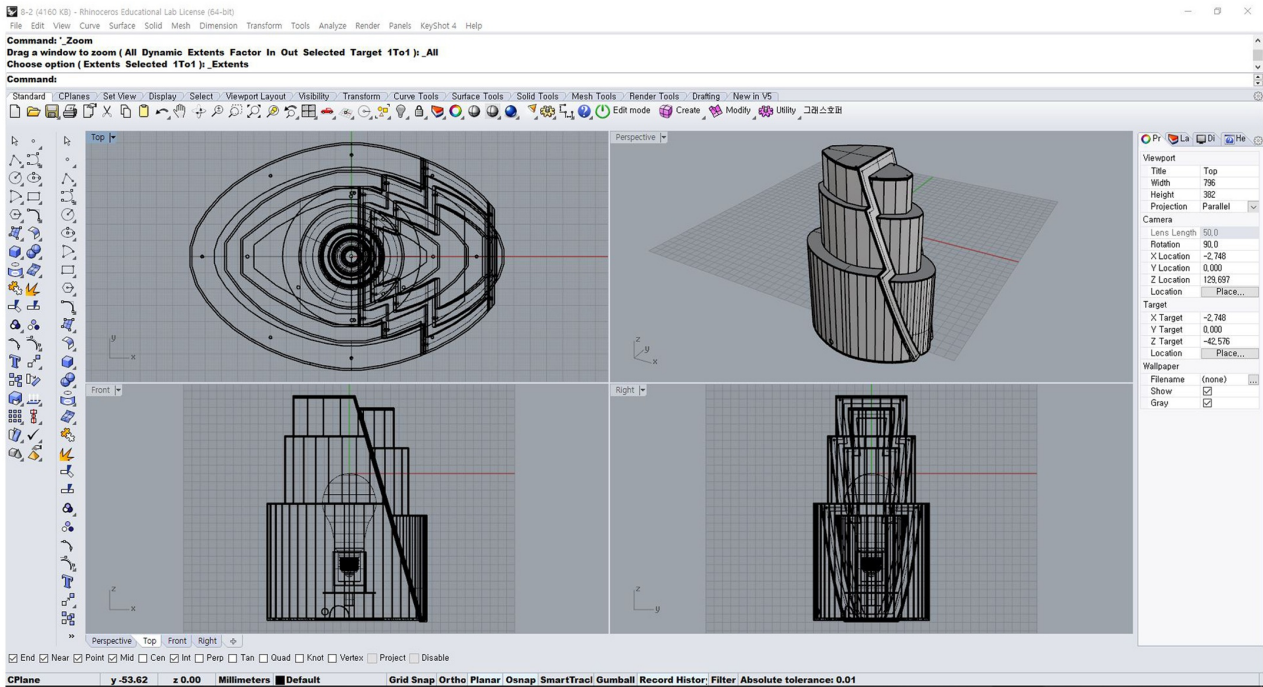 8-2 (4160 KB) - Rhinoceros Educational Lab License (64-bit)
File Edit View Curve Surface Solid Mesh Dimension Transform Tools Analyze Render Panels KeyShot 4 Help
Command: '_Zoom
Drag a window to zoom ( All Dynamic Extents Factor In Out Selected Target 1To1 ): _All
Choose option ( Extents Selected 1To1 ): _Extents
Command:
Standard CPlanes Set View Display Select Viewport Layout Visibility Transform Curve Tools Surface Tools Solid Tools Mesh Tools Render Tools Drafting New in V5
Edit mode Create Modify Utility 그래스호퍼
Top
Perspective
Front
Right
y
x
z
y
x
z
x
z
y
Pr La Di He
Viewport
Title Top
Width 796
Height 382
Projection Parallel
Camera
Lens Length 50,0
Rotation 90,0
X Location -2,748
Y Location 0,000
Z Location 129,697
Location Place...
Target
X Target -2,748
Y Target 0,000
Z Target -42,576
Location Place...
Wallpaper
Filename (none) ...
Show
Gray
Perspective Top Front Right
End Near Point Mid Cen Int Perp Tan Quad Knot Vertex Project Disable
CPlane y -53.62 z 0.00 Millimeters Default Grid Snap Ortho Planar Osnap SmartTracl Gumball Record Histor Filter Absolute tolerance: 0.01